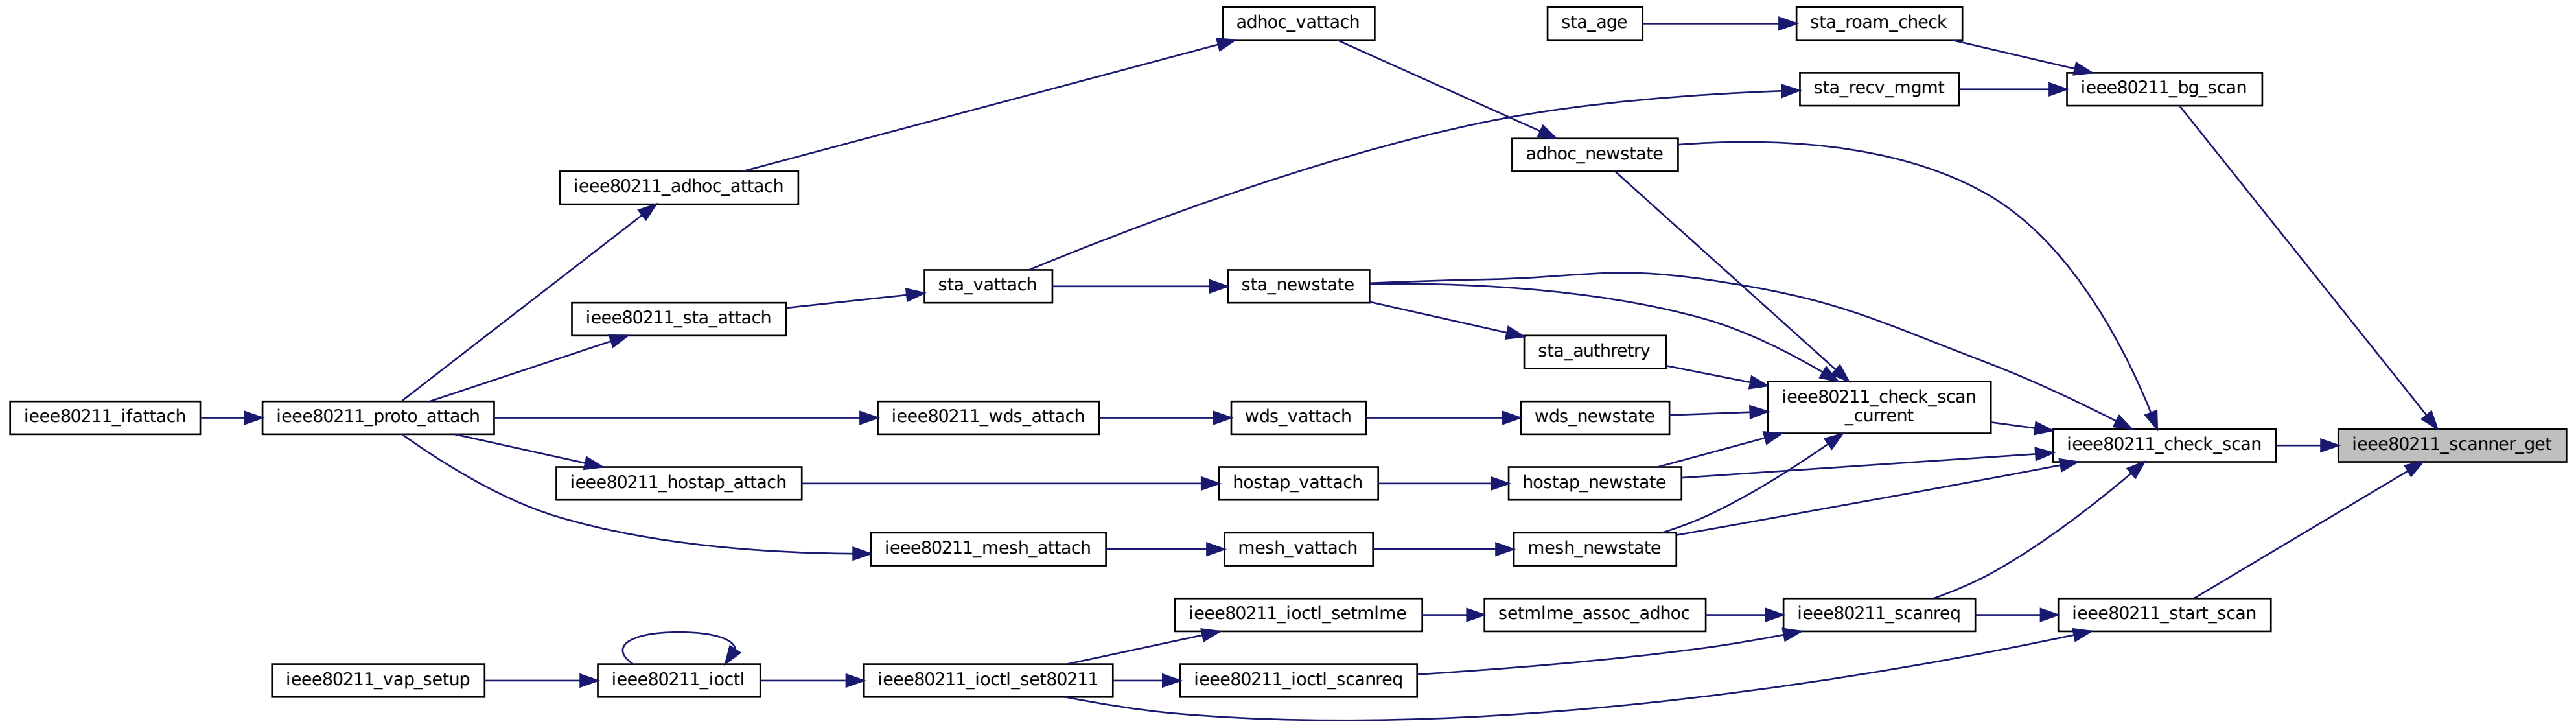 adhoc_vattach
sta_age
sta_roam_check
sta_recv_mgmt
ieee80211_bg_scan
adhoc_newstate
ieee80211_adhoc_attach
sta_vattach
sta_newstate
ieee80211_sta_attach
sta_authretry
ieee80211_ifattach
ieee80211_proto_attach
ieee80211_wds_attach
wds_vattach
wds_newstate
ieee80211_check_scan
_current
ieee80211_check_scan
ieee80211_scanner_get
ieee80211_hostap_attach
hostap_vattach
hostap_newstate
ieee80211_mesh_attach
mesh_vattach
mesh_newstate
ieee80211_ioctl_setmlme
setmlme_assoc_adhoc
ieee80211_scanreq
ieee80211_start_scan
ieee80211_vap_setup
ieee80211_ioctl
ieee80211_ioctl_set80211
ieee80211_ioctl_scanreq